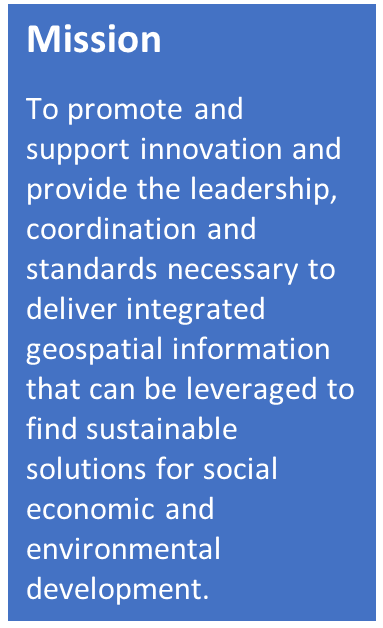 Mission
To promote and
support innovation and
provide the leadership,
coordination and
standards necessary to
deliver integrated
geospatial information
that can be leveraged to
find sustainable
solutions for social
economic and
environmental
development.